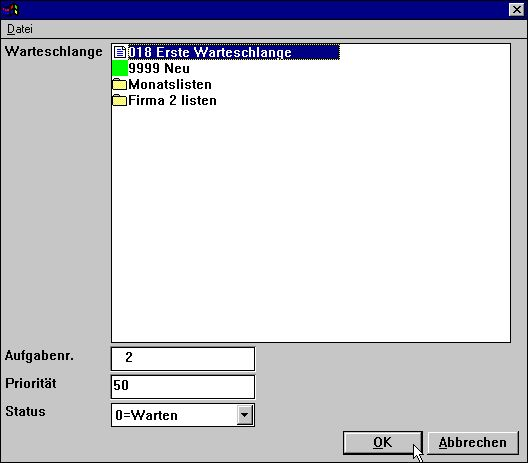 Datei
Warteschlange
018 Erste Warteschlange
9999 Neu
Monatslisten
Firma 2 listen
Aufgabenr. 2
Priorität 50
Status 0=Warten
OK Abbrechen